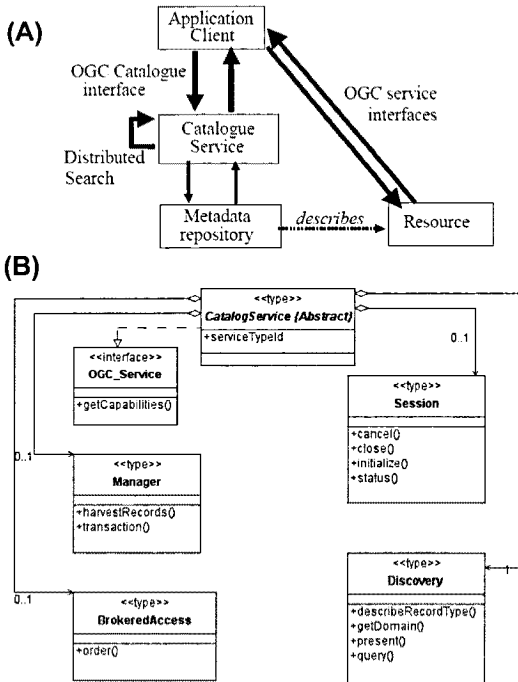 (A)
Application
Client
OGC Catalogue
interface
OGC service
interfaces
Catalogue
Service
Distributed
Search
Metadata
repository
describes
Resource
(B)
<<type>>
CatalogService {Abstract}
+serviceTypeId
<<interface>>
OGC_Service
+getCapabilities()
0..1
<<type>>
Session
+cancel()
+close()
+initialize()
+status()
0..1
<<type>>
Manager
+harvestRecords()
+transaction()
<<type>>
Discovery
1
+describeRecordType()
+getDomain()
+present()
+query()
0..1
<<type>>
BrokeredAccess
+order()